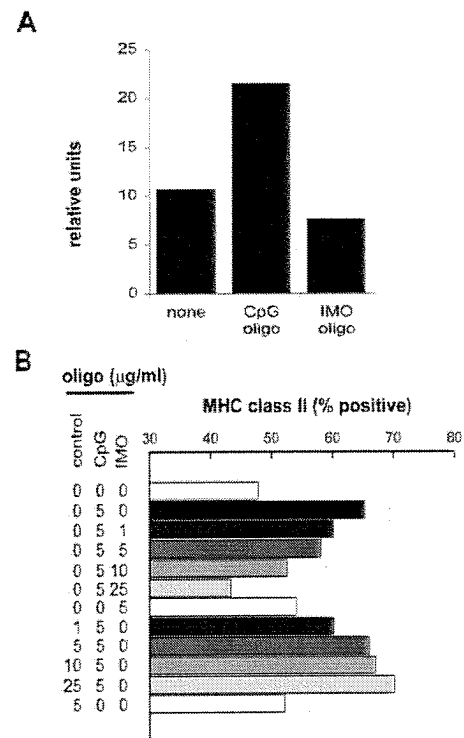 A
25
20
15
10
5
0
relative units
none
CpG
oligo
IMO
oligo
B
oligo (µg/ml)
MHC class II (% positive)
control
CpG
IMO
30 40 50 60 70 80
0 0 0
0 5 0
0 5 1
0 5 5
0 5 10
0 5 25
0 0 5
1 5 0
5 5 0
10 5 0
25 5 0
5 0 0